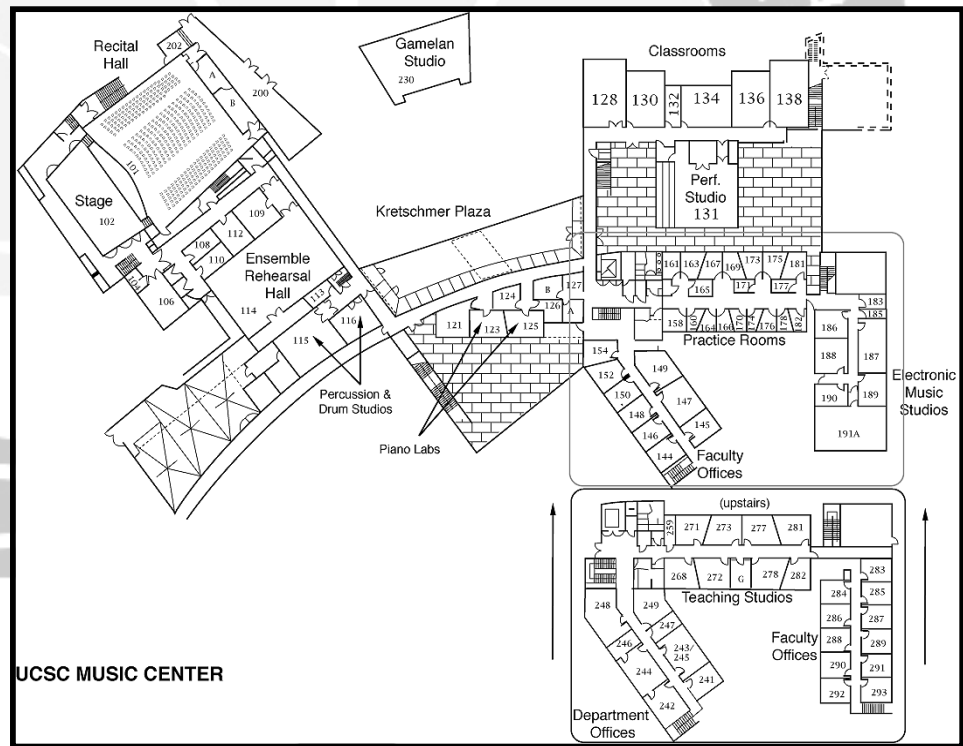 Recital
Hall
202
A
B
200
101
Stage
102
104
106
108
110
112
109
Ensemble
Rehearsal
Hall
114
113
116
115
Percussion &
Drum Studios
Gamelan
Studio
230
Kretschmer Plaza
121
123
124
125
B
126
A
127
Piano Labs
Classrooms
128
130
132
134
136
138
Perf.
Studio
131
161
163
167
169
173
175
181
165
171
177
158
160
164
166
170
174
176
178
182
Practice Rooms
183
185
186
187
188
189
190
191A
Electronic
Music
Studios
154
152
150
148
146
144
149
147
145
Faculty
Offices
(upstairs)
259
271
273
277
281
268
272
G
278
282
Teaching Studios
248
249
247
246
243/
245
244
241
242
Department
Offices
283
284
285
286
287
288
289
290
291
292
293
Faculty
Offices
UCSC MUSIC CENTER